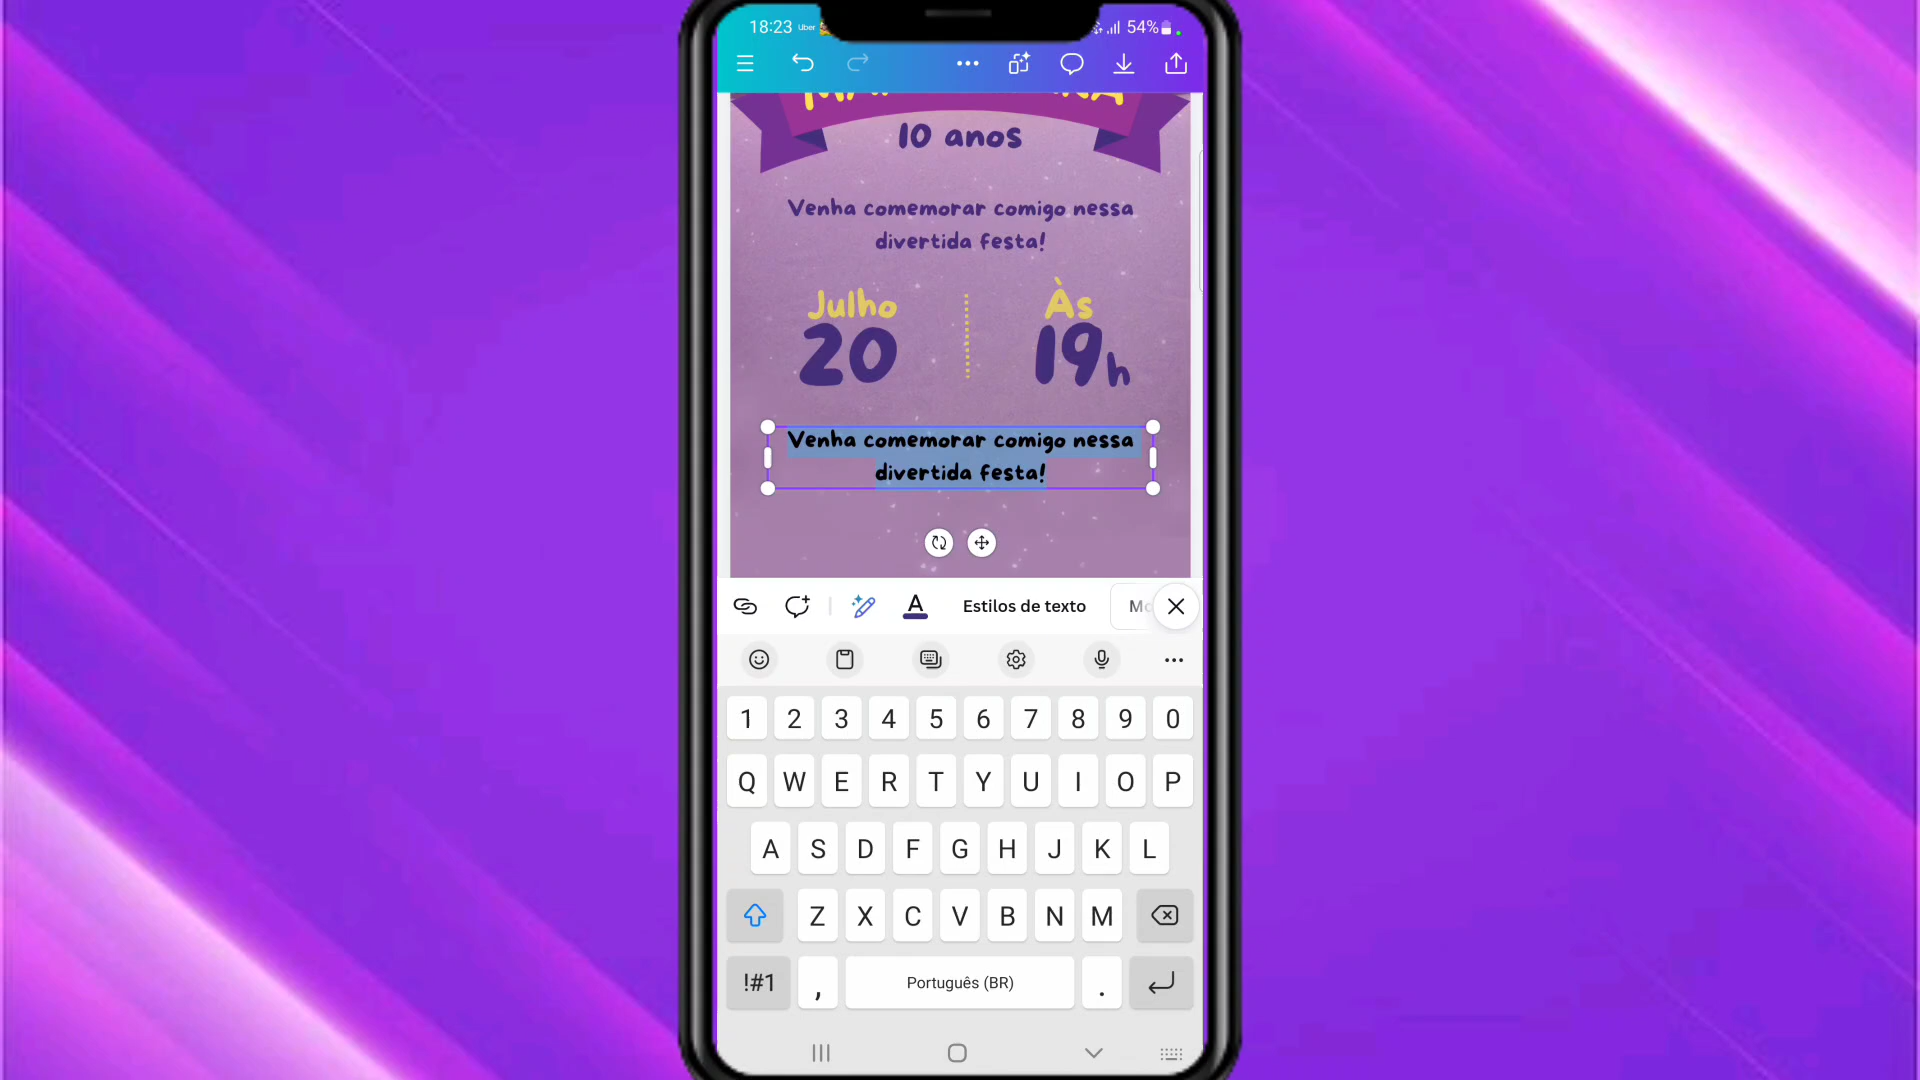 18:23 Uber 54%
10 anos
Venha comemorar comigo nessa
divertida festa!
Julho
20
Às
19h
Venha comemorar comigo nessa
divertida festa!
A Estilos de texto
1 2 3 4 5 6 7 8 9 0
Q W E R T Y U I O P
A S D F G H J K L
Z X C V B N M
!#1 , Português (BR) .